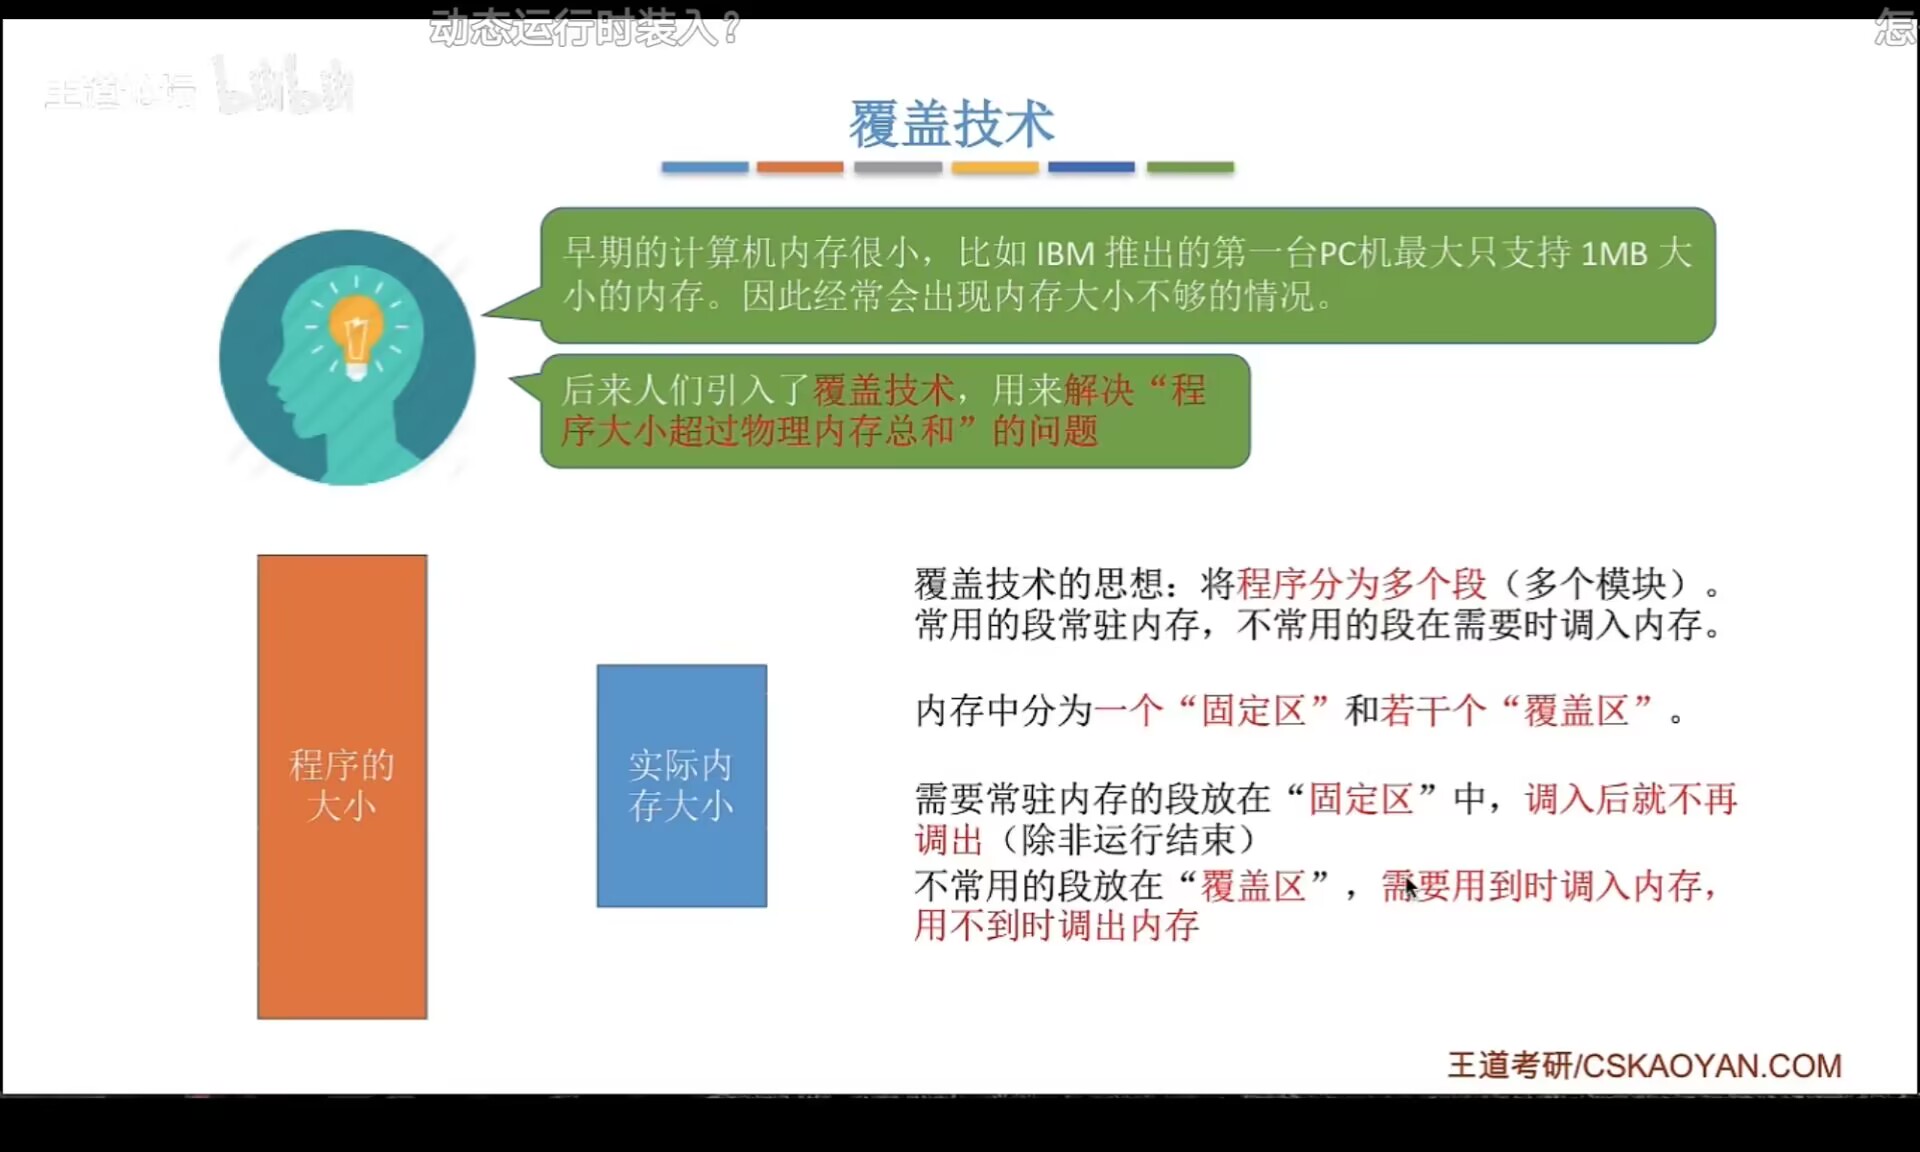 动态运行时装入？
怎
王道论坛 bilibili
覆盖技术
早期的计算机内存很小，比如 IBM 推出的第一台PC机最大只支持 1MB 大
小的内存。因此经常会出现内存大小不够的情况。
后来人们引入了覆盖技术，用来解决“程
序大小超过物理内存总和”的问题
程序的
大小
实际内
存大小
覆盖技术的思想：将程序分为多个段（多个模块）。
常用的段常驻内存，不常用的段在需要时调入内存。
内存中分为一个“固定区”和若干个“覆盖区”。
需要常驻内存的段放在“固定区”中，调入后就不再
调出（除非运行结束）
不常用的段放在“覆盖区”，需要用到时调入内存，
用不到时调出内存
王道考研/CSKAOYAN.COM